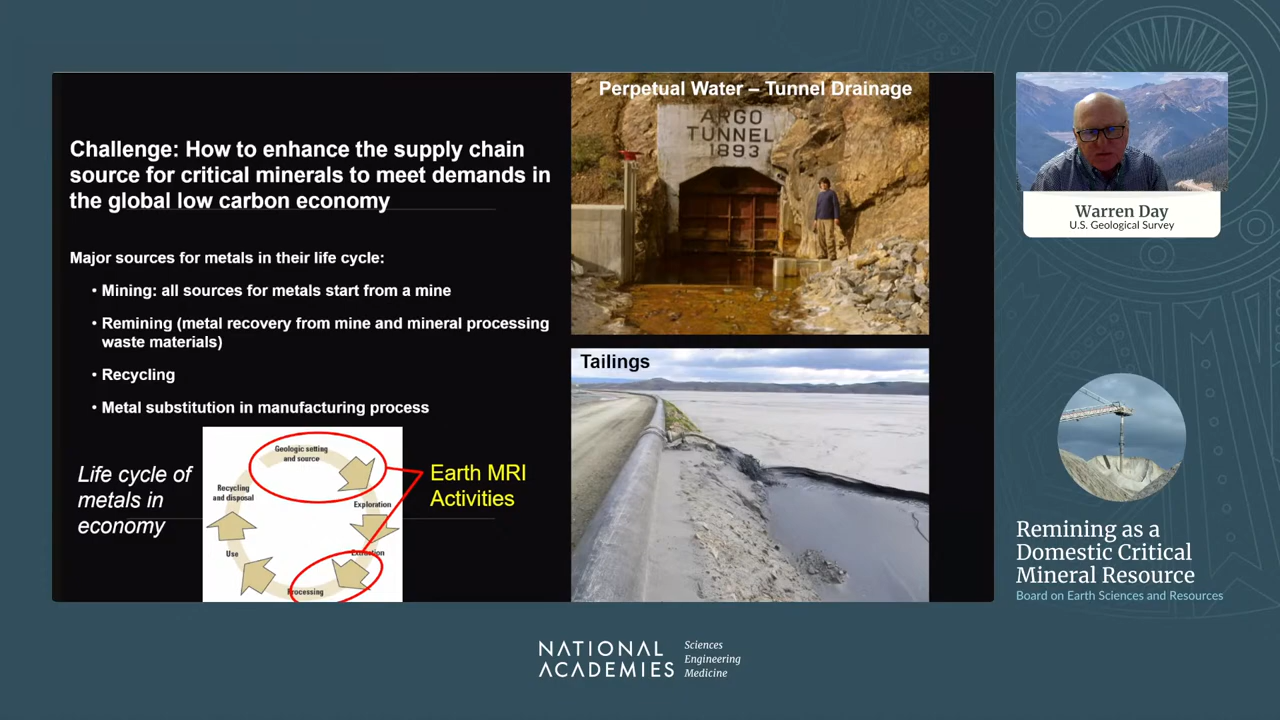 Challenge: How to enhance the supply chain
source for critical minerals to meet demands in
the global low carbon economy
Major sources for metals in their life cycle:
• Mining: all sources for metals start from a mine
• Remining (metal recovery from mine and mineral processing
waste materials)
• Recycling
• Metal substitution in manufacturing process
Life cycle of
metals in
economy
Geologic setting
and source
Exploration
Extraction
Processing
Use
Recycling
and disposal
Earth MRI
Activities
Perpetual Water – Tunnel Drainage
ARGO
TUNNEL
1893
Tailings
Warren Day
U.S. Geological Survey
Remining as a
Domestic Critical
Mineral Resource
Board on Earth Sciences and Resources
NATIONAL
ACADEMIES
Sciences
Engineering
Medicine